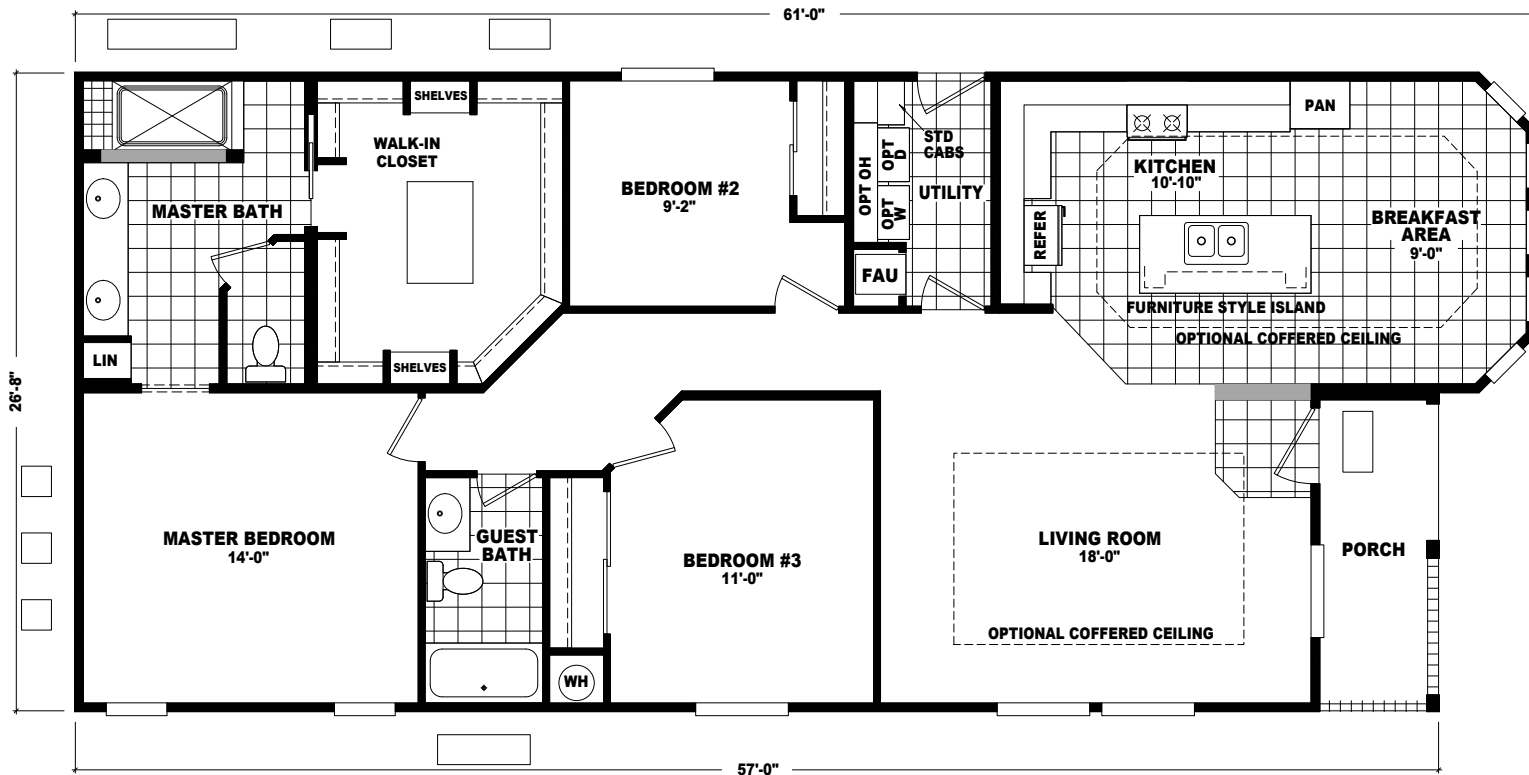 61'-0"
26'-8"
SHELVES
WALK-IN
CLOSET
MASTER BATH
LIN
SHELVES
BEDROOM #2
9'-2"
OPT OH
OPT
D
OPT
W
STD
CABS
UTILITY
FAU
PAN
KITCHEN
10'-10"
REFER
BREAKFAST
AREA
9'-0"
FURNITURE STYLE ISLAND
OPTIONAL COFFERED CEILING
MASTER BEDROOM
14'-0"
GUEST
BATH
WH
BEDROOM #3
11'-0"
LIVING ROOM
18'-0"
OPTIONAL COFFERED CEILING
PORCH
57'-0"